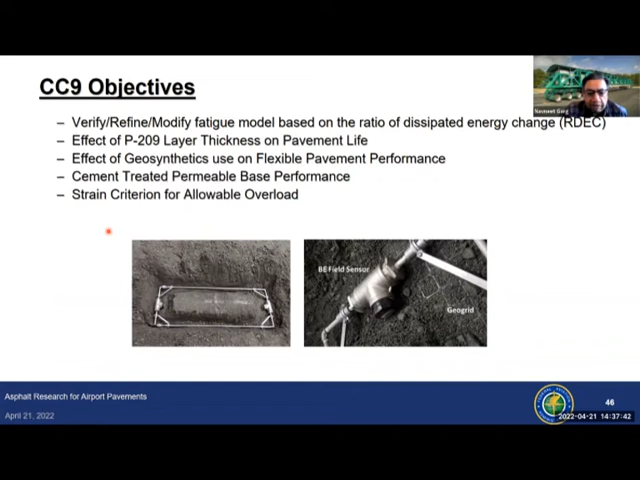 CC9 Objectives
Navneet Garg
– Verify/Refine/Modify fatigue model based on the ratio of dissipated energy change (RDEC)
– Effect of P-209 Layer Thickness on Pavement Life
– Effect of Geosynthetics use on Flexible Pavement Performance
– Cement Treated Permeable Base Performance
– Strain Criterion for Allowable Overload
BE Field Sensor
Geogrid
Asphalt Research for Airport Pavements
April 21, 2022
46
2022-04-21 14:37:42